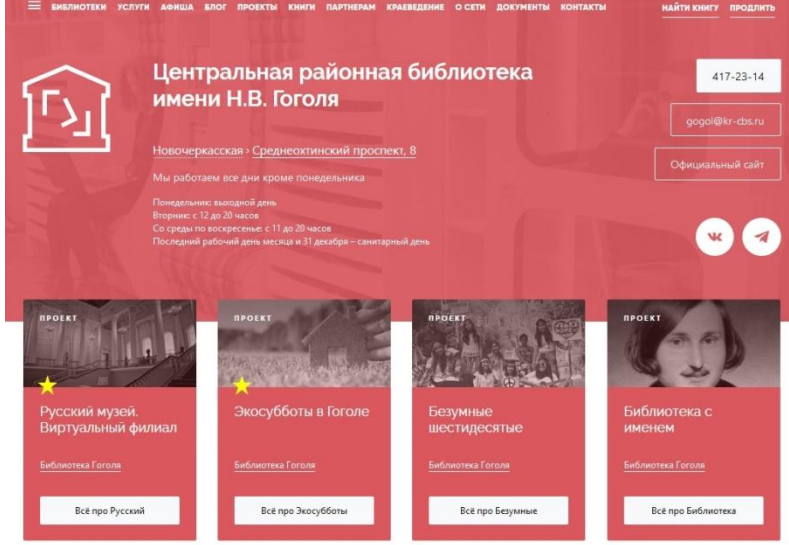 БИБЛИОТЕКИ УСЛУГИ АФИША БЛОГ ПРОЕКТЫ КНИГИ ПАРТНЕРАМ КРАЕВЕДЕНИЕ О СЕТИ ДОКУМЕНТЫ КОНТАКТЫ НАЙТИ КНИГУ ПРОДЛИТЬ
Центральная районная библиотека
имени Н.В. Гоголя
417-23-14
gogol@kr-cbs.ru
Официальный сайт
Новочеркасская › Среднеохтинский проспект, 8
Мы работаем все дни кроме понедельника
Понедельник: выходной день
Вторник: с 12 до 20 часов
Со среды по воскресенье: с 11 до 20 часов
Последний рабочий день месяца и 31 декабря – санитарный день
ПРОЕКТ
Русский музей.
Виртуальный филиал
Библиотека Гоголя
Всё про Русский
ПРОЕКТ
Экосубботы в Гоголе
Библиотека Гоголя
Всё про Экосубботы
ПРОЕКТ
Безумные
шестидесятые
Библиотека Гоголя
Всё про Безумные
ПРОЕКТ
Библиотека с
именем
Библиотека Гоголя
Всё про Библиотека